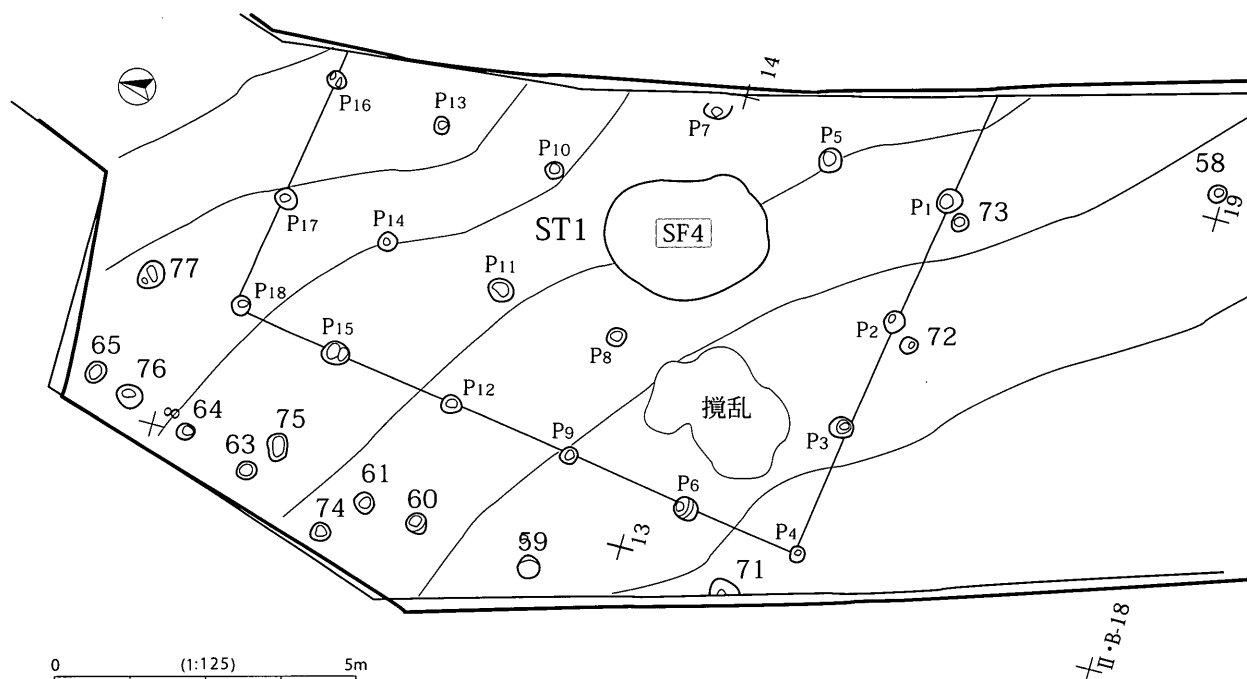 14
P16
P13
P7
P5
P10
58
19
P1
73
P17
P14
ST1
SF4
77
P11
P18
P2
72
P15
P8
65
76
P12
撹乱
64
75
P3
63
P9
61
P6
60
74
13
P4
59
71
II・B-18
0 (1:125) 5m